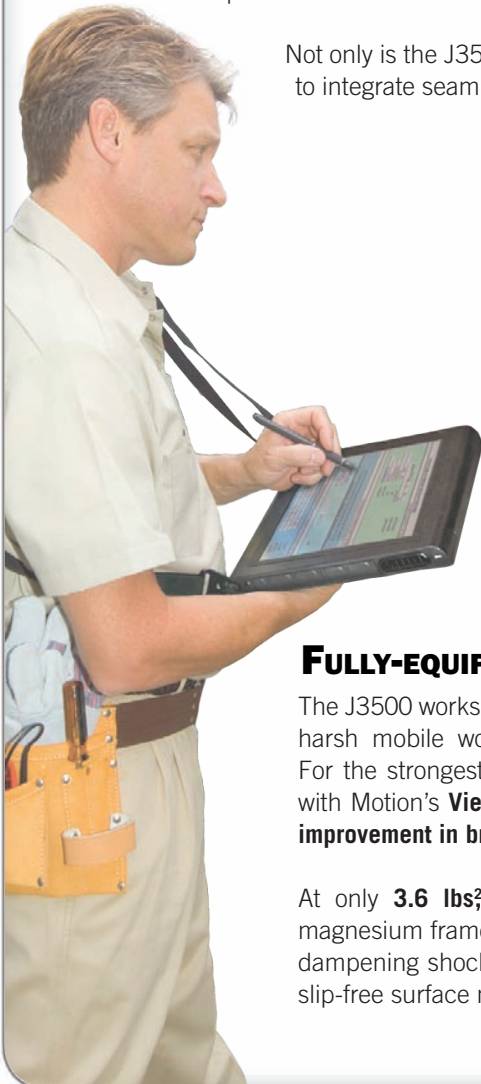 Not only is the J35
to integrate seam
FULLY-EQUIP
The J3500 works
harsh mobile wo
For the strongest
with Motion's Vie
improvement in br
At only 3.6 lbs²,
magnesium frame
dampening shock
slip-free surface r